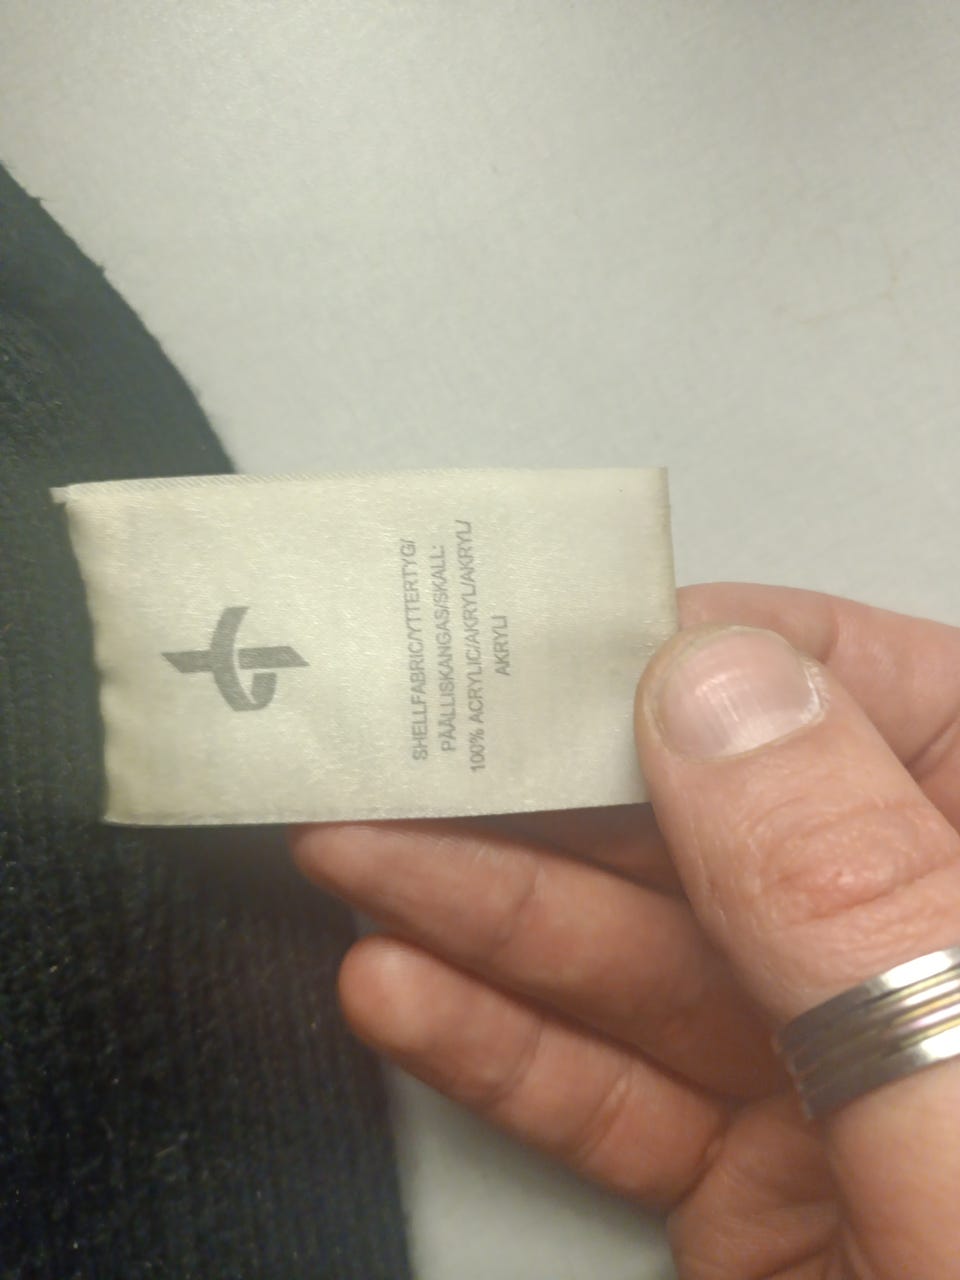 SHELLFABRIC/YTTERTYG/
PÄÄLLISKANGAS/SKALL:
100% ACRYLIC/AKRYL/AKRYL/
AKRYLI